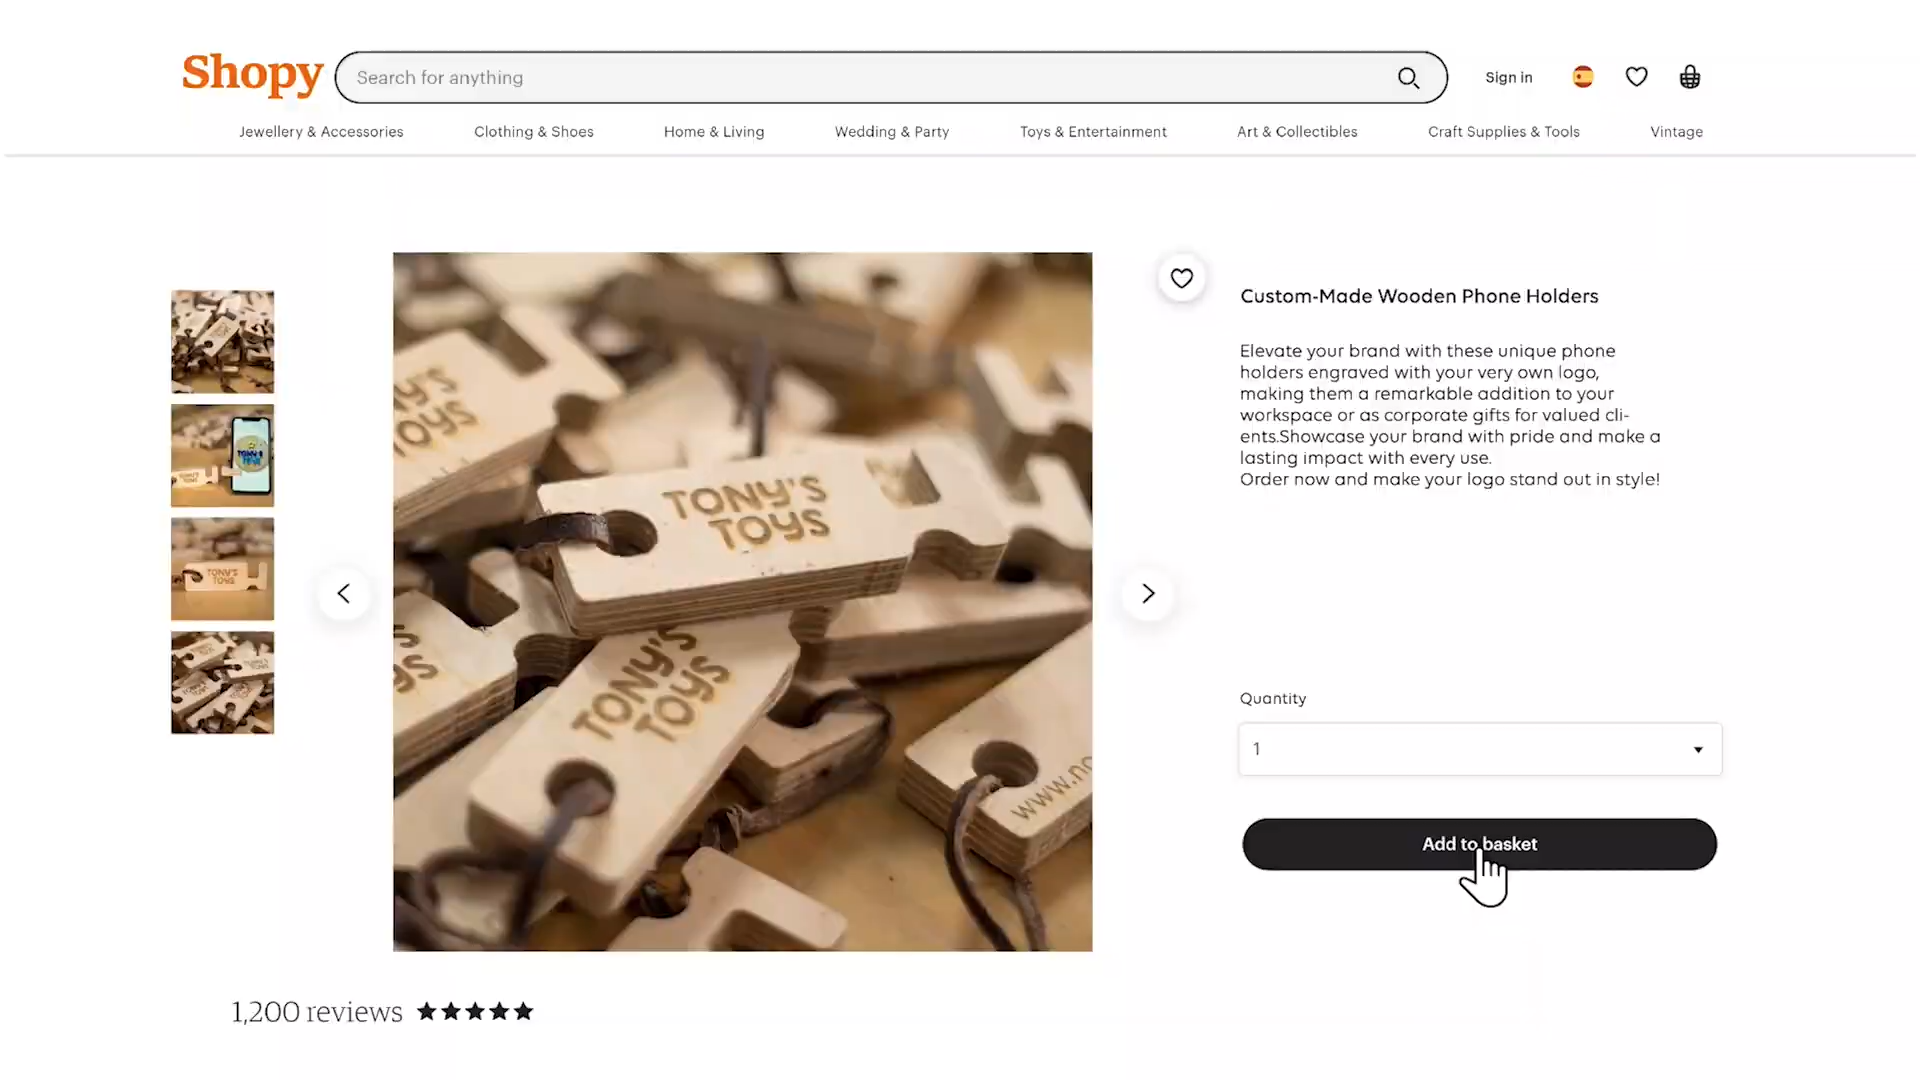 Shopy
Search for anything
Sign in
Jewellery & Accessories
Clothing & Shoes
Home & Living
Wedding & Party
Toys & Entertainment
Art & Collectibles
Craft Supplies & Tools
Vintage
Custom-Made Wooden Phone Holders
Elevate your brand with these unique phone
holders engraved with your very own logo,
making them a remarkable addition to your
workspace or as corporate gifts for valued cli-
ents.Showcase your brand with pride and make a
lasting impact with every use.
Order now and make your logo stand out in style!
TONY'S
TOYS
TONY'S
TOYS
Quantity
1
Add to basket
1,200 reviews